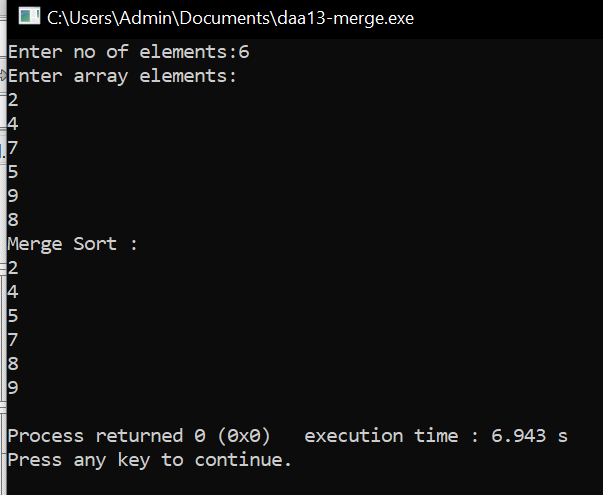 C:\Users\Admin\Documents\daa13-merge.exe
Enter no of elements:6
Enter array elements:
2
4
7
5
9
8
Merge Sort :
2
4
5
7
8
9
Process returned 0 (0x0)   execution time : 6.943 s
Press any key to continue.